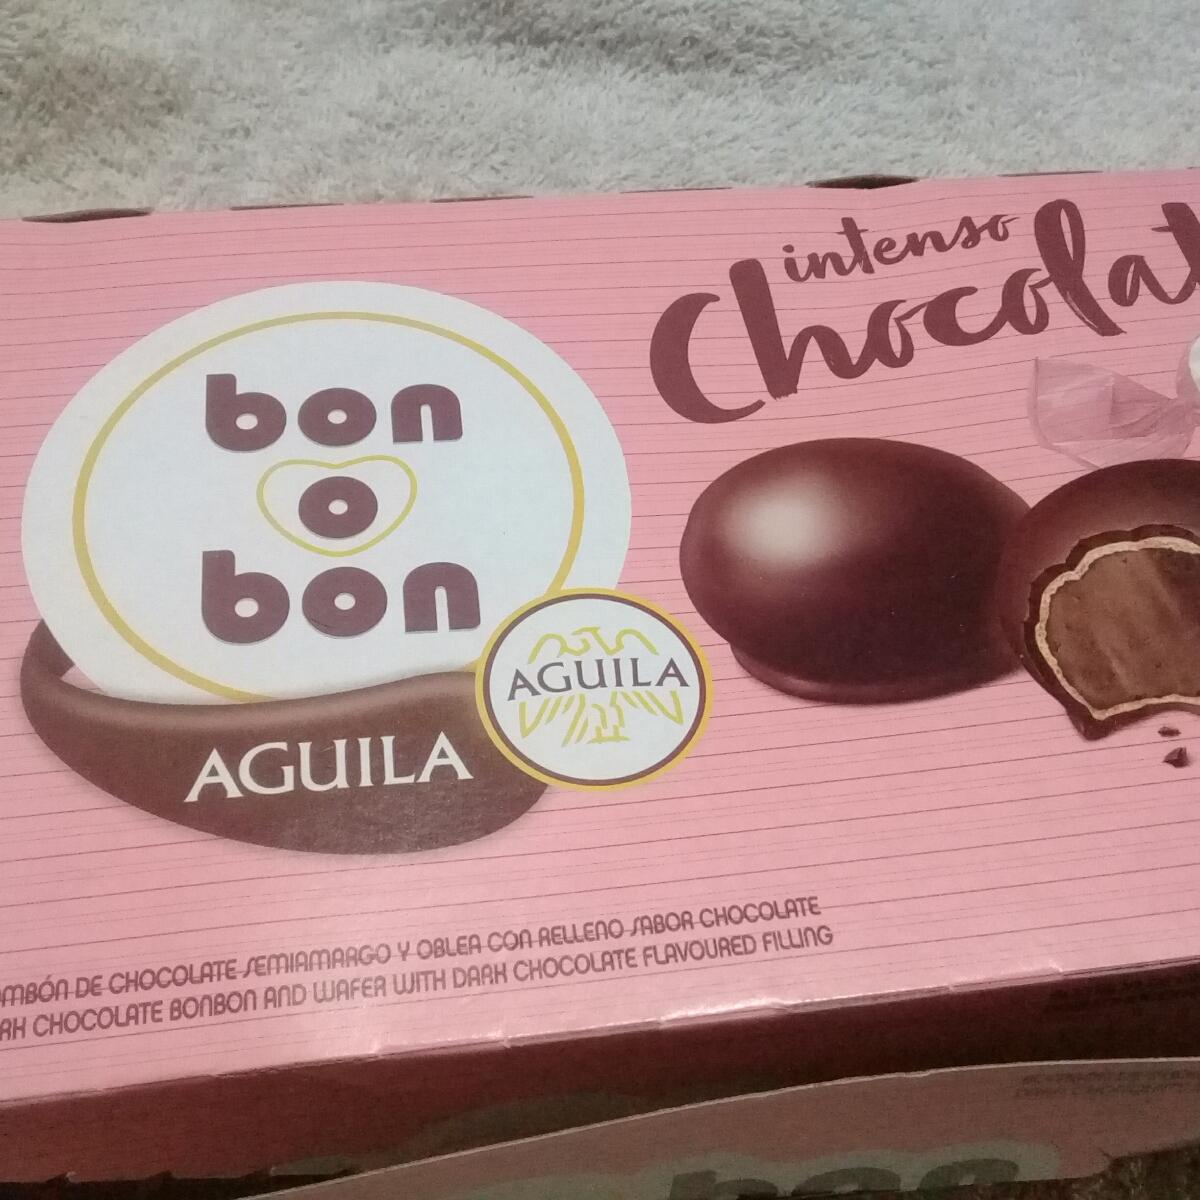 intenso
Chocolat
bon
o
bon
AGUILA
AGUILA
MBÓN DE CHOCOLATE SEMIAMARGO Y OBLEA CON RELLENO SABOR CHOCOLATE
RK CHOCOLATE BONBON AND WAFER WITH DARK CHOCOLATE FLAVOURED FILLING